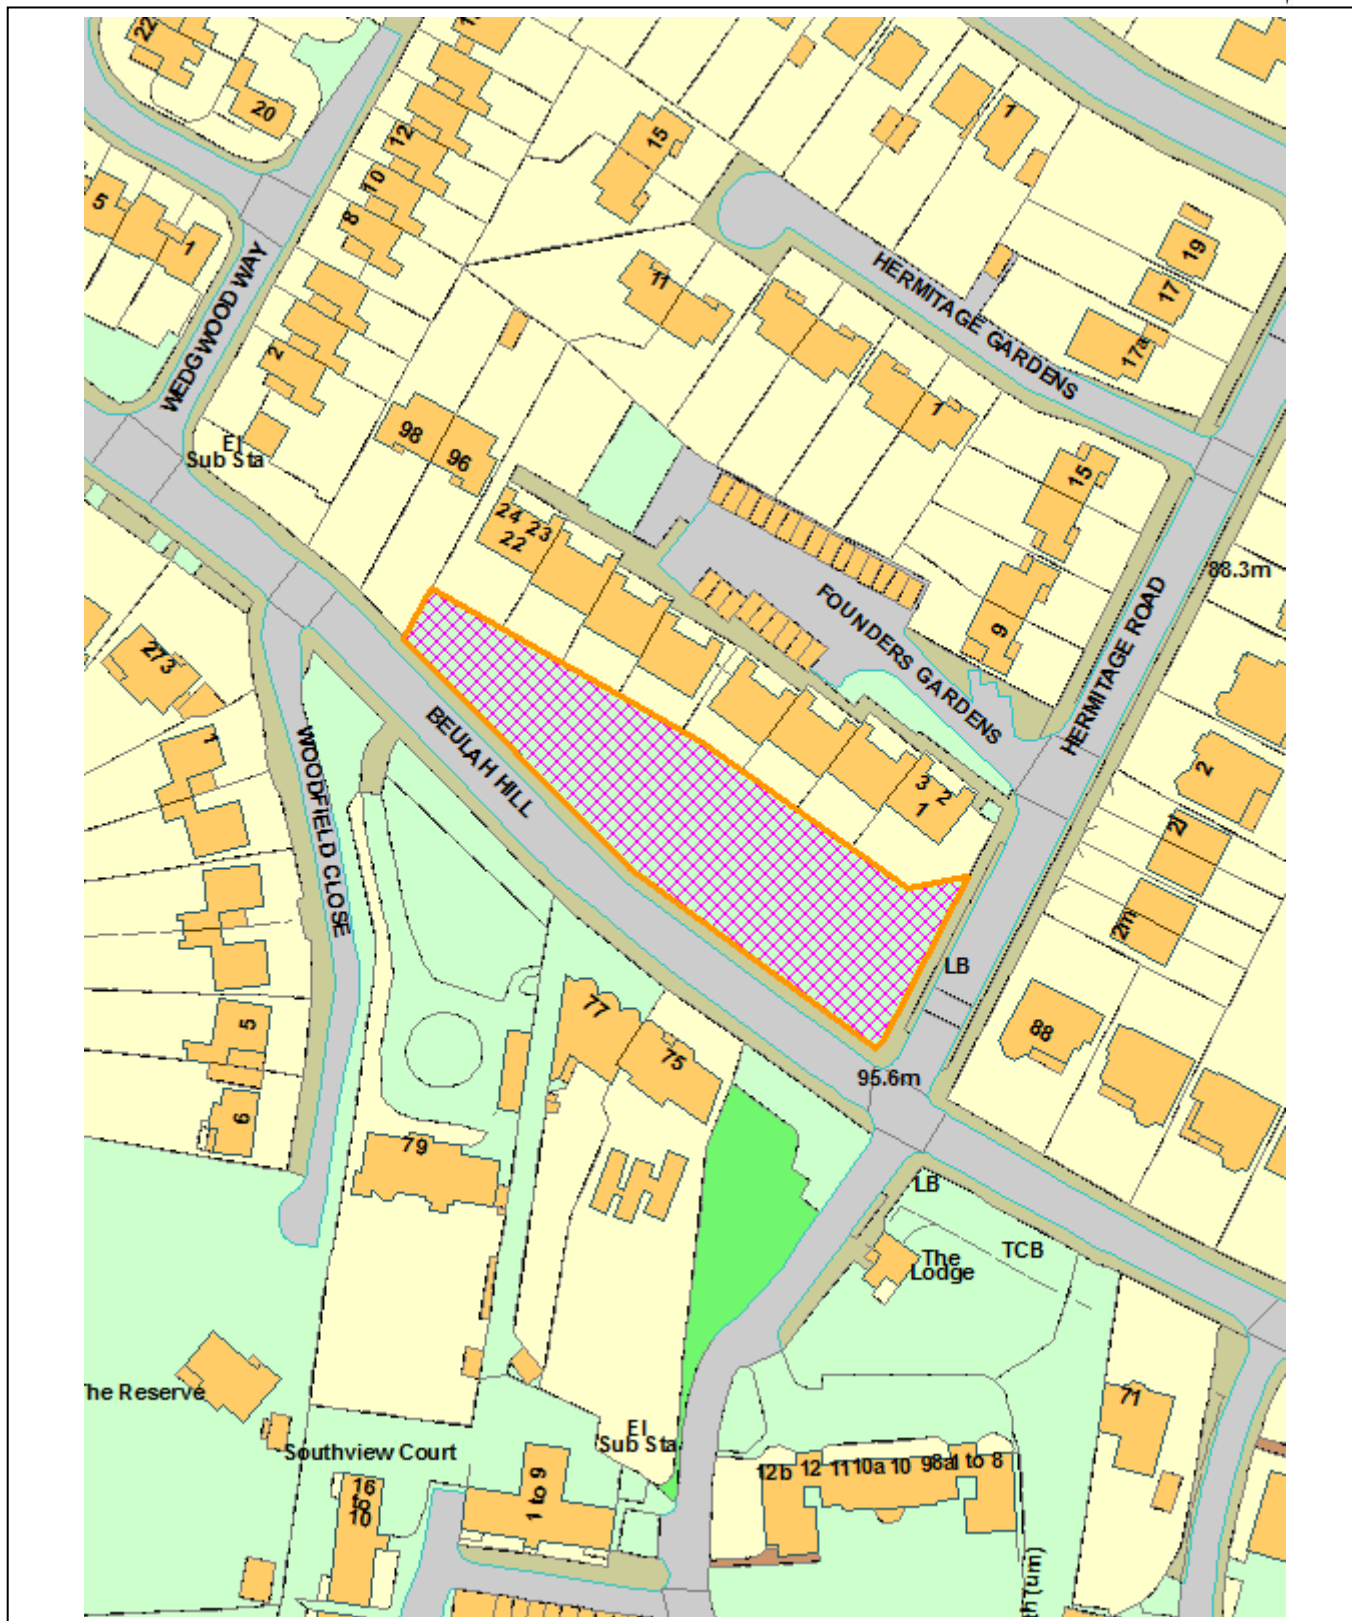 22
20
12
10
8
15
1
19
17
17a
5
1
WEDGWOOD WAY
11
HERMITAGE GARDENS
2
1
El
Sub Sta
98
96
15
24
23
22
88.3m
9
FOUNDERS GARDENS
HERMITAGE ROAD
273
1
BEULAH HILL
WOODFIELD CLOSE
3
2
1
2
2l
2m
LB
5
77
75
88
95.6m
6
79
LB
The
Lodge
TCB
The Reserve
71
El
Sub Sta
Southview Court
12b
12
11
10a
10
9
8a
1 to 8
16
to
10
1 to 9